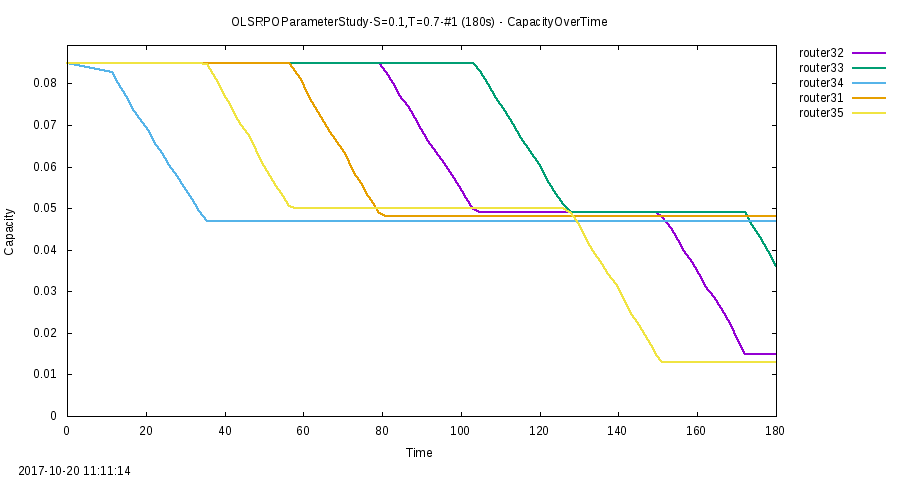 OLSRPOParameterStudy-S=0.1,T=0.7-#1 (180s) - CapacityOverTime
router32
router33
router34
router31
router35
0.08
0.07
0.06
0.05
0.04
0.03
0.02
0.01
0
Capacity
0 20 40 60 80 100 120 140 160 180
Time
2017-10-20 11:11:14